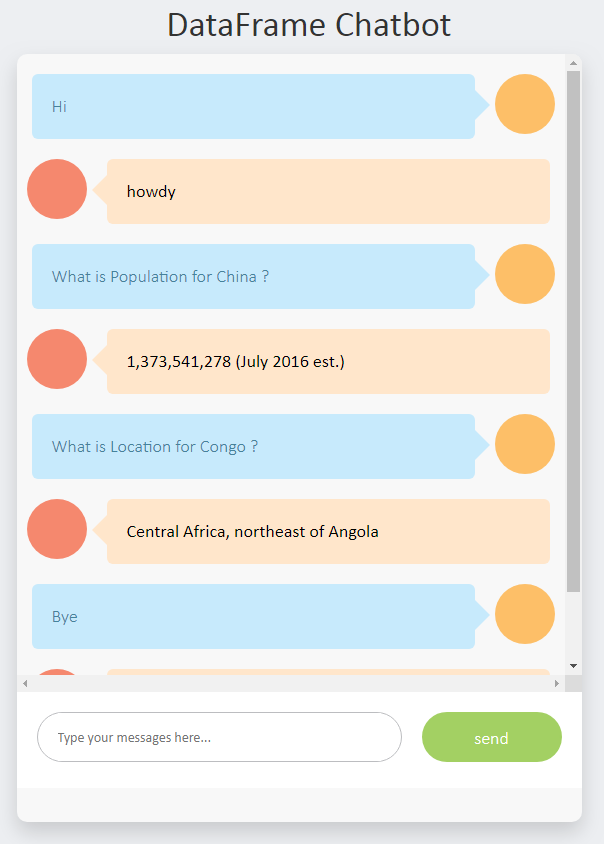 DataFrame Chatbot
Hi
howdy
What is Population for China ?
1,373,541,278 (July 2016 est.)
What is Location for Congo ?
Central Africa, northeast of Angola
Bye
Type your messages here...
send